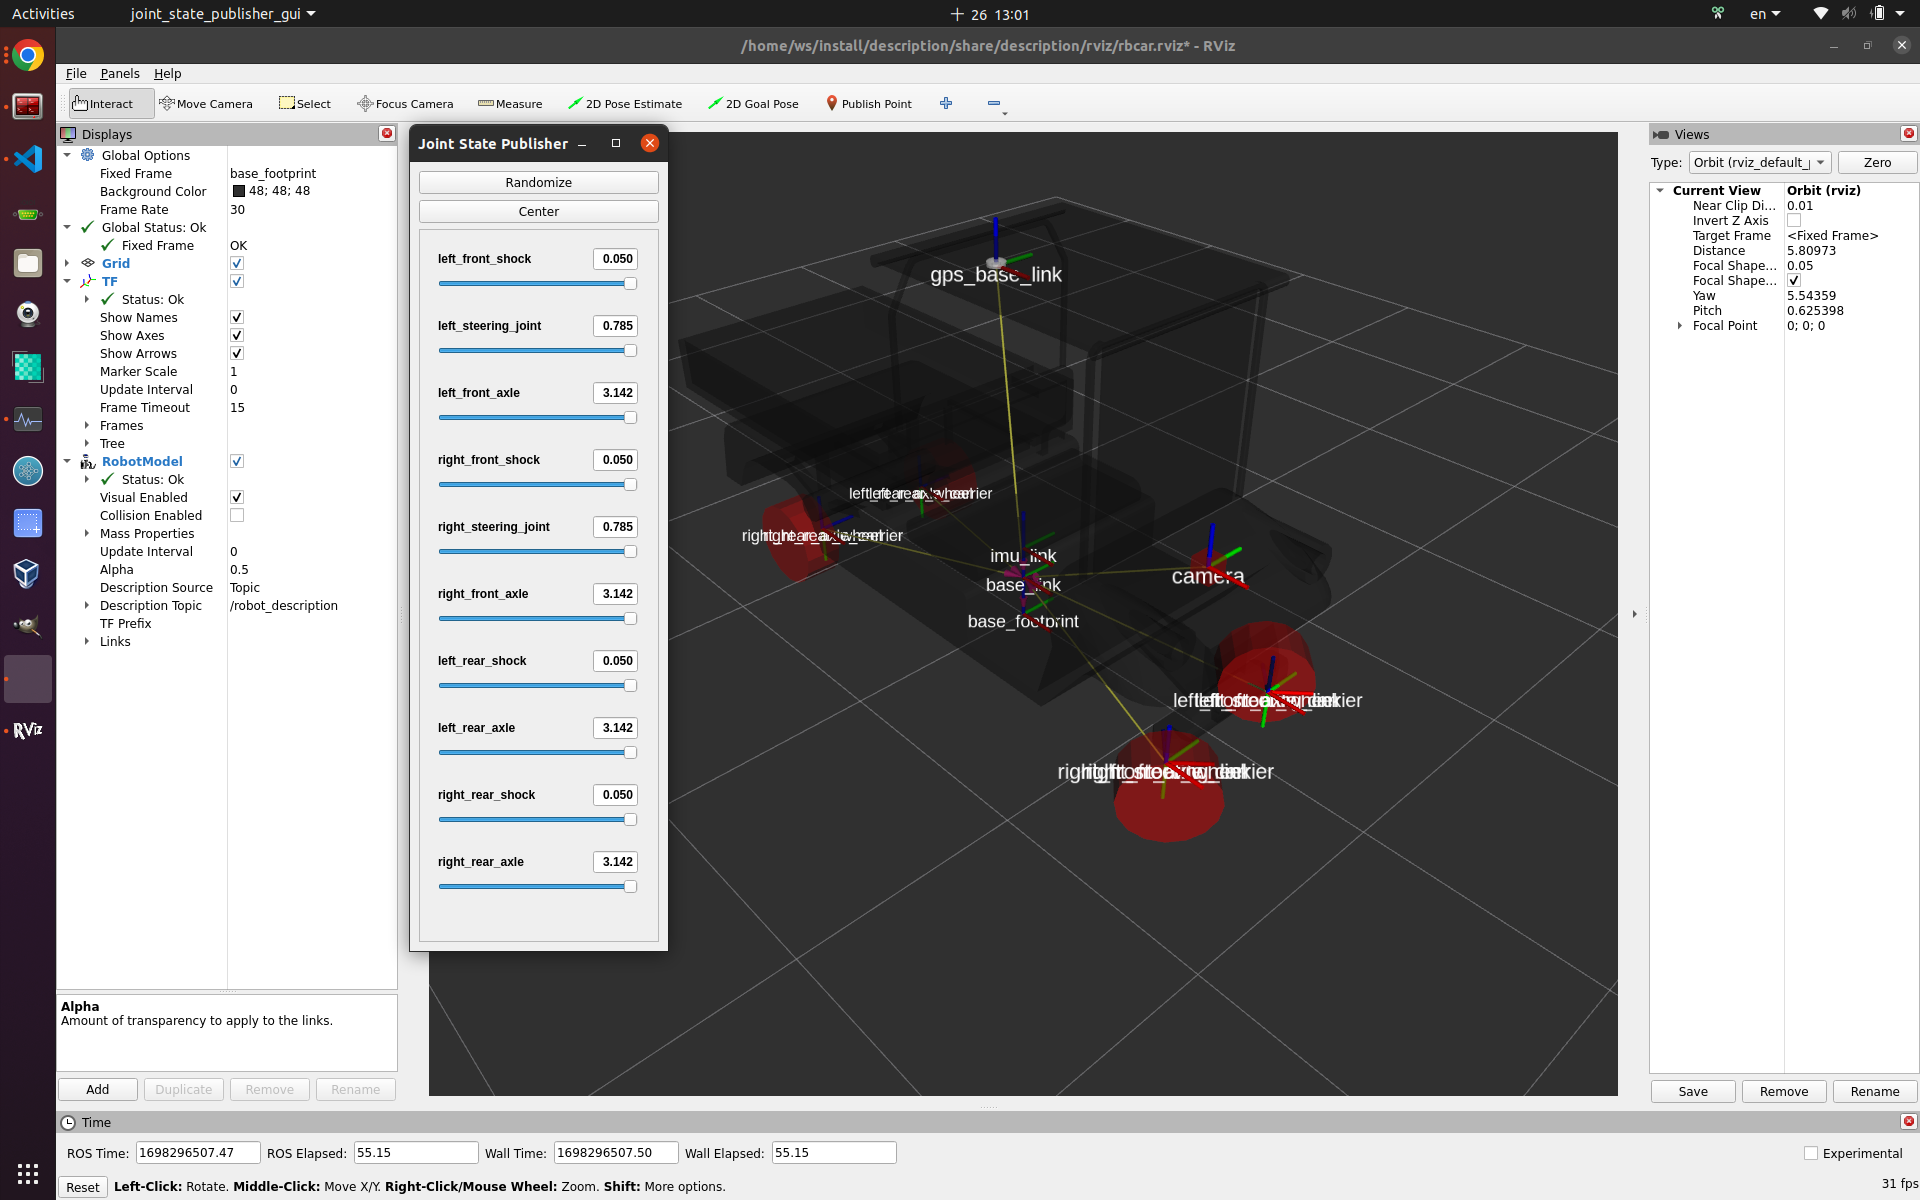 Activities
joint_state_publisher_gui
26 13:01
en
/home/ws/install/description/share/description/rviz/rbcar.rviz* - RViz
File Panels Help
Interact Move Camera Select Focus Camera Measure 2D Pose Estimate 2D Goal Pose Publish Point
Displays
Global Options
Fixed Frame base_footprint
Background Color 48; 48; 48
Frame Rate 30
Global Status: Ok
Fixed Frame OK
Grid
TF
Status: Ok
Show Names
Show Axes
Show Arrows
Marker Scale 1
Update Interval 0
Frame Timeout 15
Frames
Tree
RobotModel
Status: Ok
Visual Enabled
Collision Enabled
Mass Properties
Update Interval 0
Alpha 0.5
Description Source Topic
Description Topic /robot_description
TF Prefix
Links
Alpha
Amount of transparency to apply to the links.
Add Duplicate Remove Rename
Joint State Publisher
Randomize
Center
left_front_shock 0.050
left_steering_joint 0.785
left_front_axle 3.142
right_front_shock 0.050
right_steering_joint 0.785
right_front_axle 3.142
left_rear_shock 0.050
left_rear_axle 3.142
right_rear_shock 0.050
right_rear_axle 3.142
gps_base_link
imu_link
base_link
base_footprint
camera
Views
Type: Orbit (rviz_default_ Zero
Current View Orbit (rviz)
Near Clip Di... 0.01
Invert Z Axis
Target Frame <Fixed Frame>
Distance 5.80973
Focal Shape... 0.05
Focal Shape...
Yaw 5.54359
Pitch 0.625398
Focal Point 0; 0; 0
Save Remove Rename
RViz
Time
ROS Time: 1698296507.47 ROS Elapsed: 55.15 Wall Time: 1698296507.50 Wall Elapsed: 55.15 Experimental
Reset Left-Click: Rotate. Middle-Click: Move X/Y. Right-Click/Mouse Wheel: Zoom. Shift: More options. 31 fps